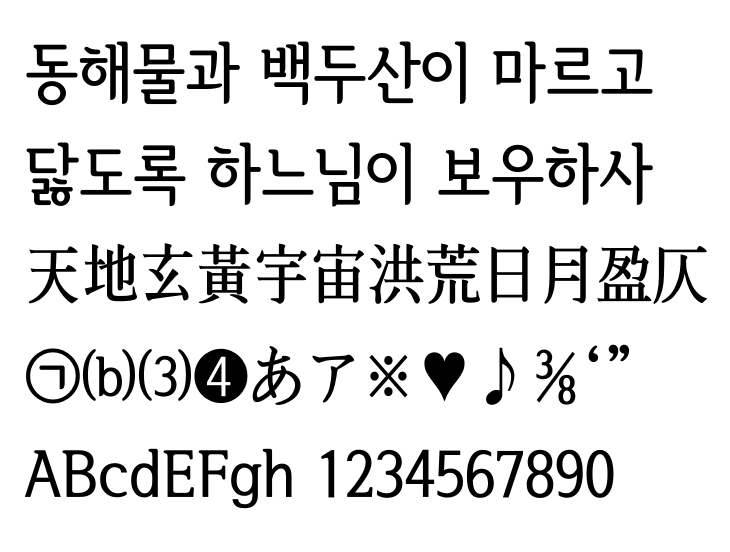 동해물과 백두산이 마르고
닳도록 하느님이 보우하사
天地玄黃宇宙洪荒日月盈仄
㉠⒝⑶❹あア※♥♪⅜‘”
ABcdEFgh 1234567890